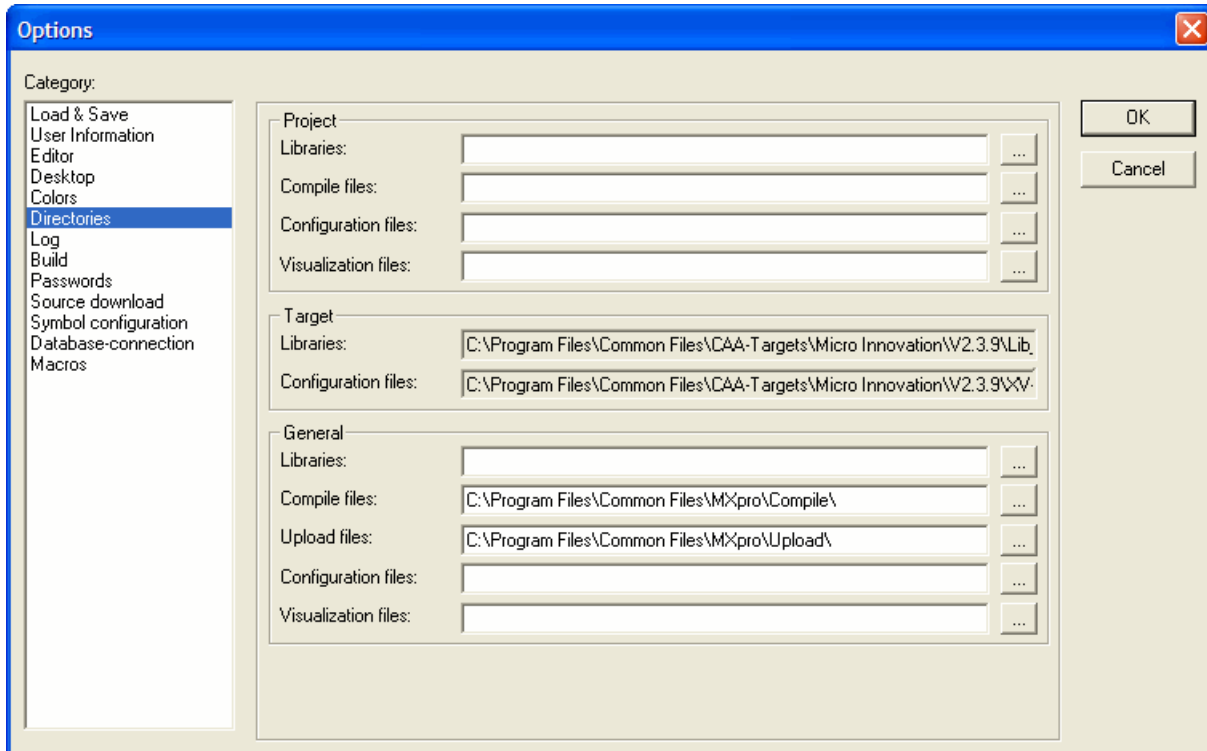 Options
Category:
Load & Save
User Information
Editor
Desktop
Colors
Directories
Log
Build
Passwords
Source download
Symbol configuration
Database-connection
Macros
Project
Libraries:
...
Compile files:
...
Configuration files:
...
Visualization files:
...
Target
Libraries: C:\Program Files\Common Files\CAA-Targets\Micro Innovation\V2.3.9\Lib_
Configuration files: C:\Program Files\Common Files\CAA-Targets\Micro Innovation\V2.3.9\XV-
General
Libraries:
...
Compile files: C:\Program Files\Common Files\MXpro\Compile\ ...
Upload files: C:\Program Files\Common Files\MXpro\Upload\ ...
Configuration files:
...
Visualization files:
...
OK
Cancel